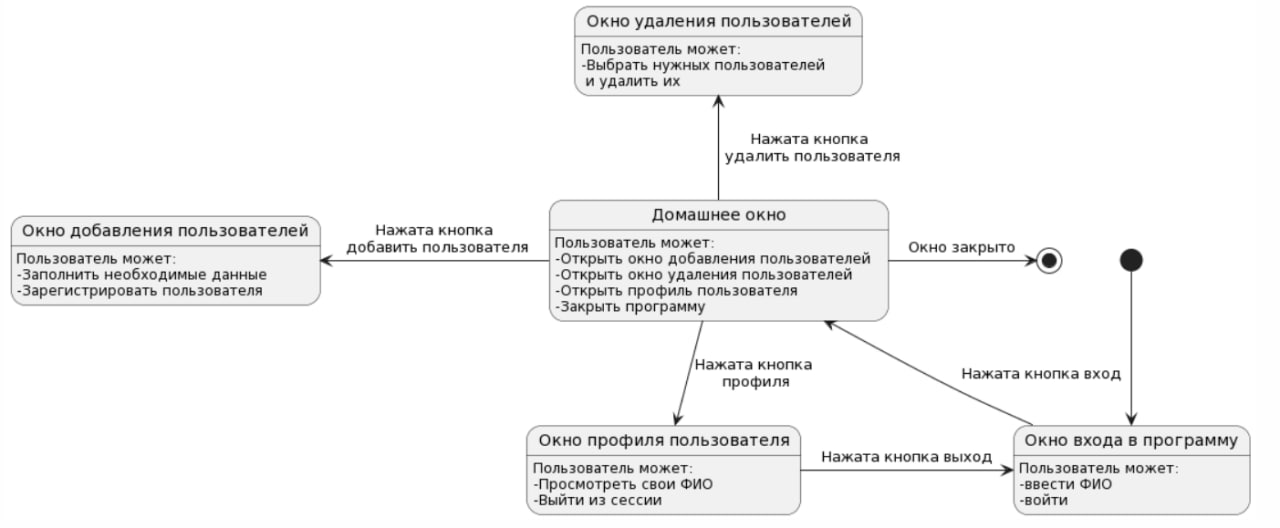 Окно удаления пользователей
Пользователь может:
-Выбрать нужных пользователей
и удалить их
Нажата кнопка
удалить пользователя
Окно добавления пользователей
Пользователь может:
-Заполнить необходимые данные
-Зарегистрировать пользователя
Нажата кнопка
добавить пользователя
Домашнее окно
Пользователь может:
-Открыть окно добавления пользователей
-Открыть окно удаления пользователей
-Открыть профиль пользователя
-Закрыть программу
Окно закрыто
Нажата кнопка
профиля
Нажата кнопка вход
Окно профиля пользователя
Пользователь может:
-Просмотреть свои ФИО
-Выйти из сессии
Нажата кнопка выход
Окно входа в программу
Пользователь может:
-ввести ФИО
-войти